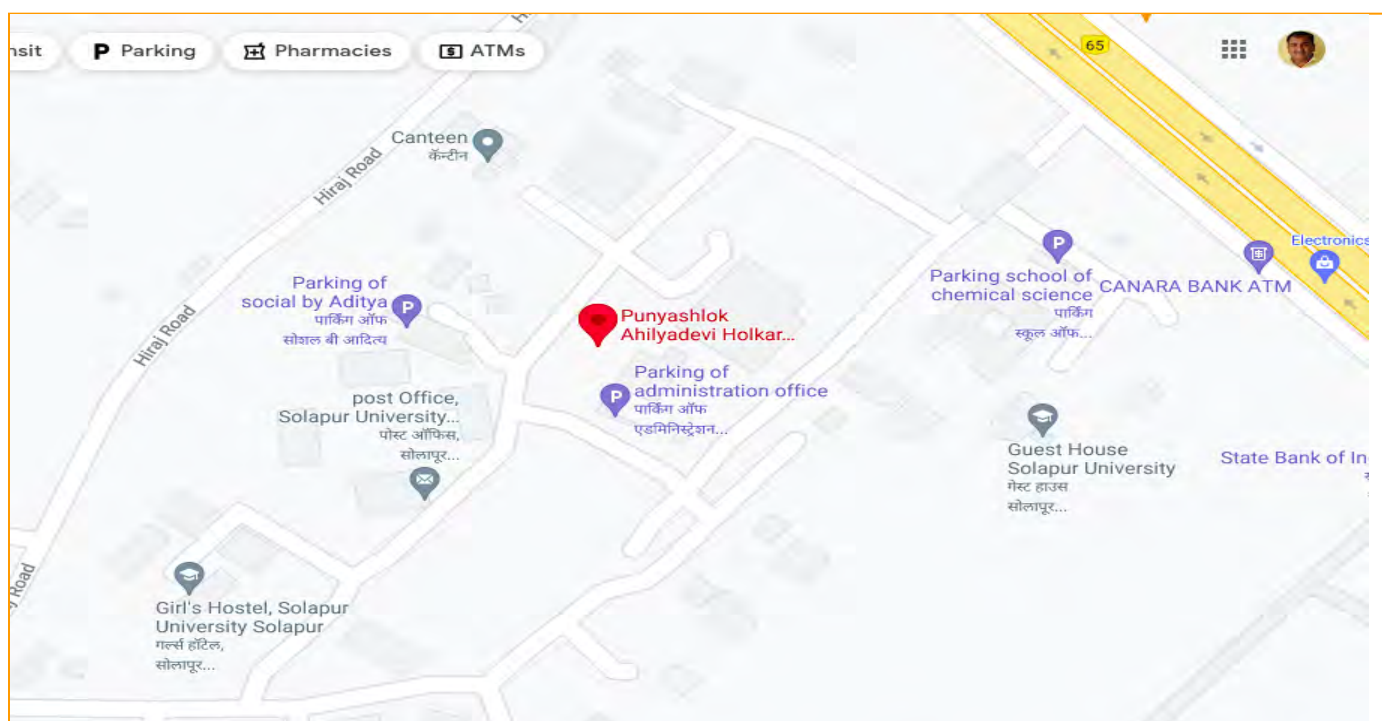 nsit
P Parking
Pharmacies
ATMs
65
Canteen
कॅन्टीन
Hiraj Road
Electronics
Parking of
social by Aditya
पार्किंग ऑफ
सोशल बी आदित्य
P
Punyashlok
Ahilyadevi Holkar...
P
Parking school of
chemical science
पार्किंग
स्कूल ऑफ...
CANARA BANK ATM
Hiraj Road
P
Parking of
administration office
पार्किंग ऑफ
एडमिनिस्ट्रेशन...
post Office,
Solapur University...
पोस्ट ऑफिस,
सोलापूर...
Guest House
Solapur University
गेस्ट हाउस
सोलापूर...
State Bank of In
Girl's Hostel, Solapur
University Solapur
गर्ल्स हॉटेल,
सोलापूर...
Road